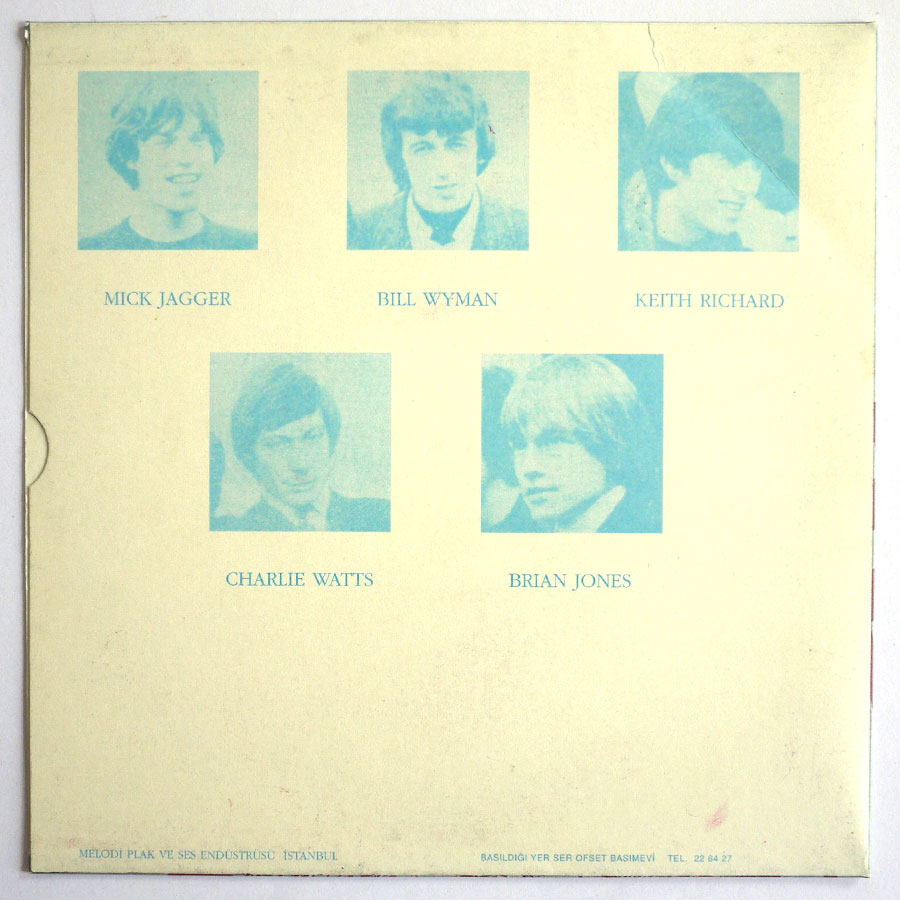 MICK JAGGER
BILL WYMAN
KEITH RICHARD
CHARLIE WATTS
BRIAN JONES
MELODİ PLAK VE SES ENDÜSTRÜSÜ İSTANBUL
BASILDIĞI YER SER OFSET BASIMEVİ TEL. 22 64 27